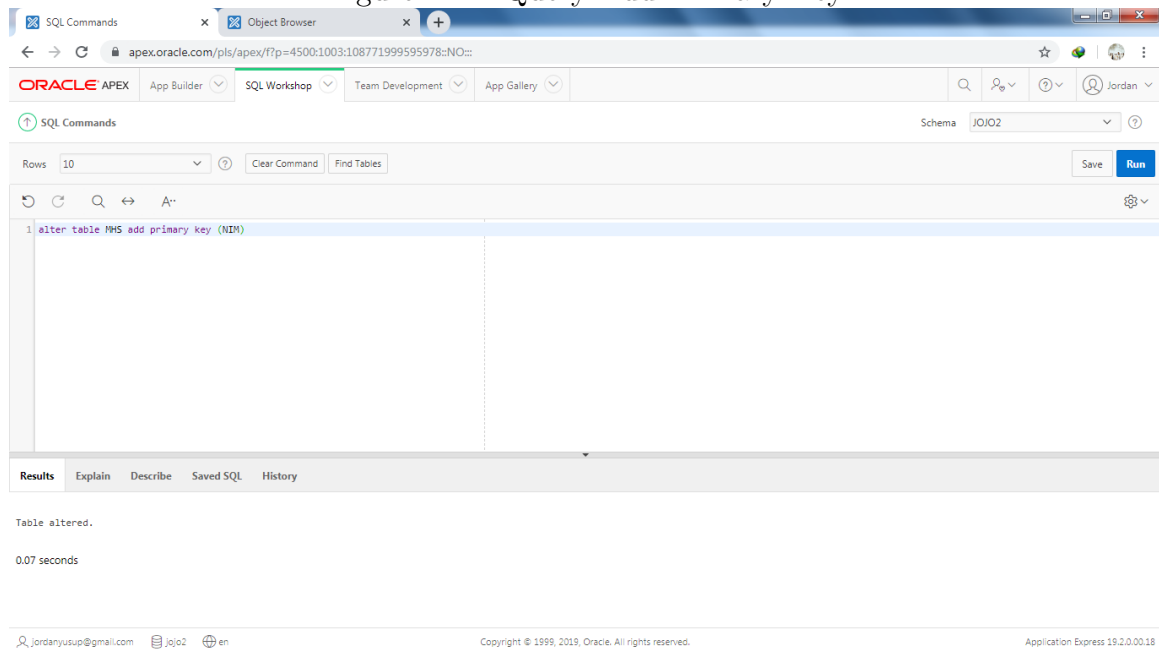 SQL Commands Object Browser
apex.oracle.com/pls/apex/f?p=4500:1003:108771999595978::NO:::
ORACLE APEX App Builder SQL Workshop Team Development App Gallery Jordan
SQL Commands Schema JOJO2
Rows 10 Clear Command Find Tables Save Run
A··
1 alter table MHS add primary key (NIM)
Results Explain Describe Saved SQL History
Table altered.
0.07 seconds
jordanyusup@gmail.com jojo2 en Copyright © 1999, 2019, Oracle. All rights reserved. Application Express 19.2.0.00.18